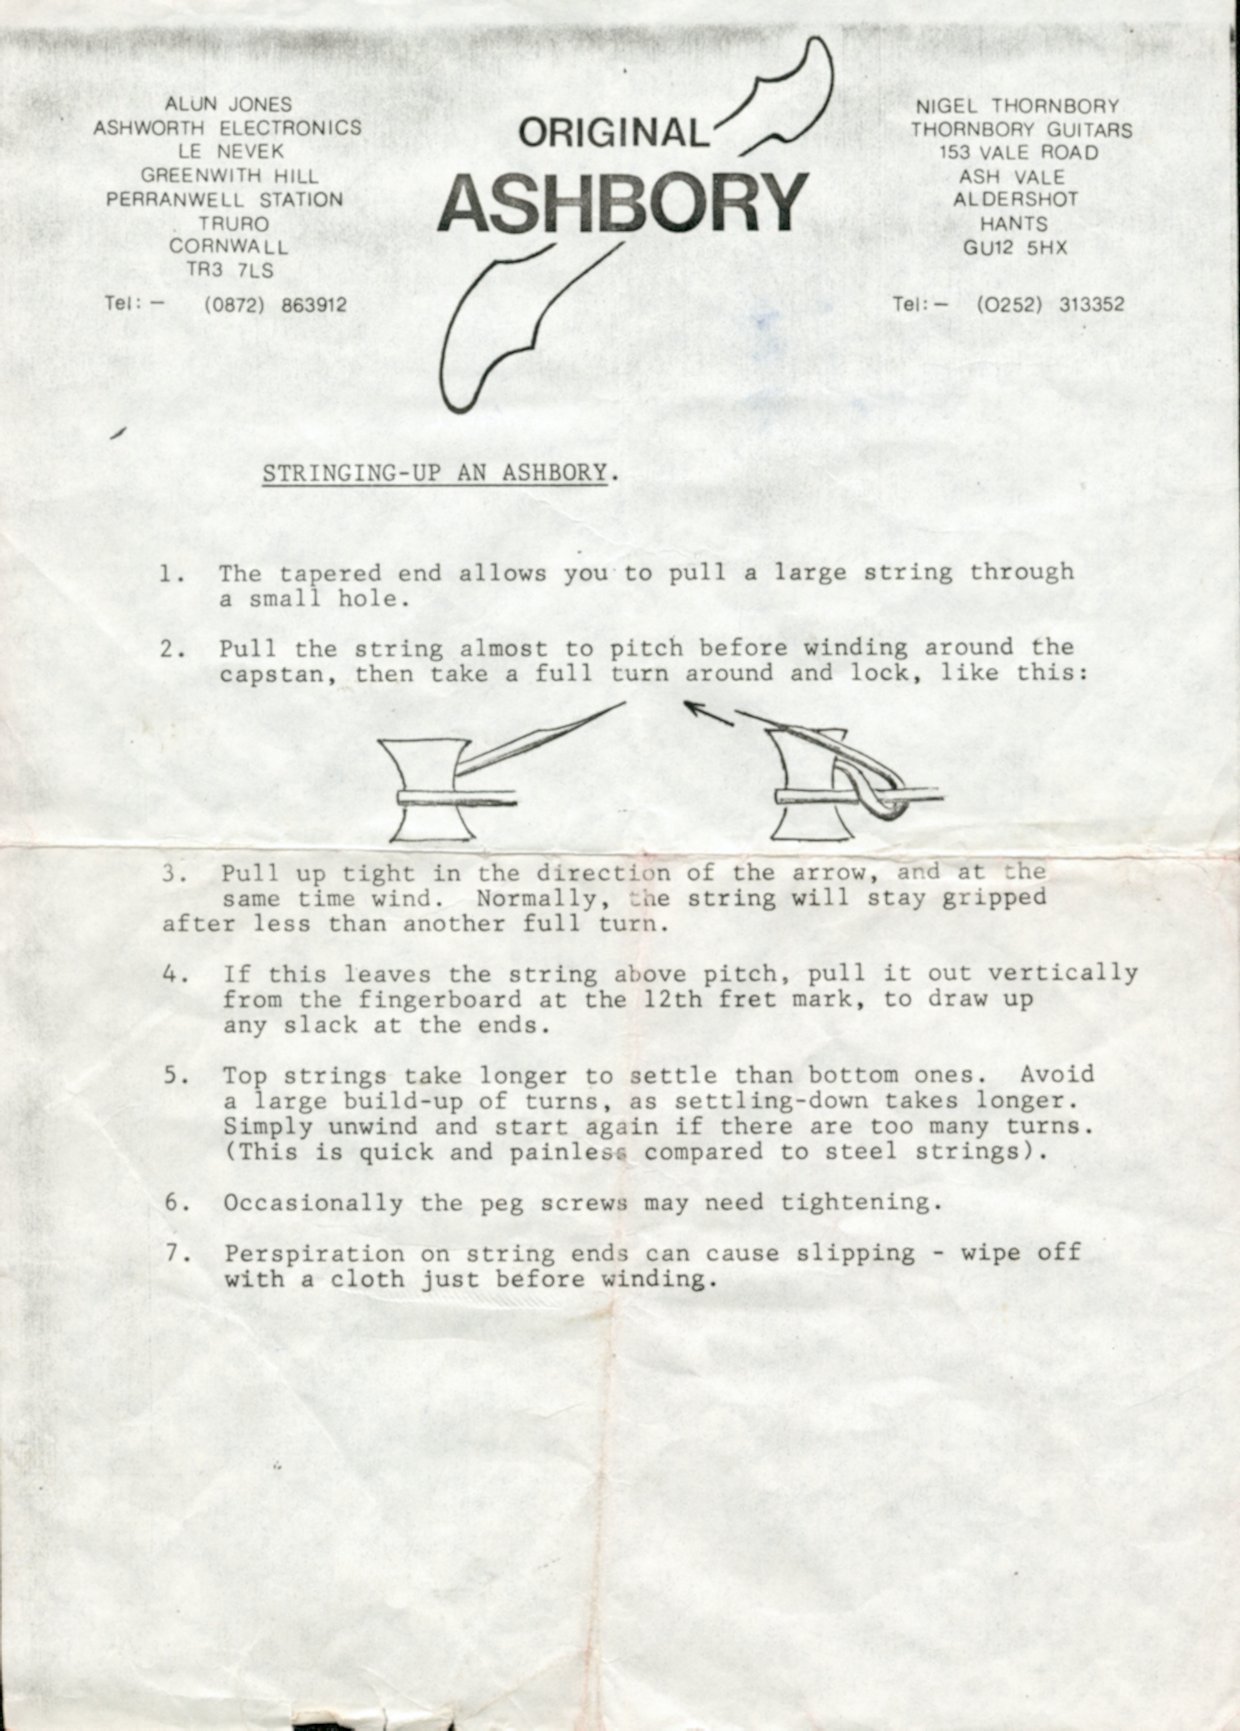 ALUN JONES
ASHWORTH ELECTRONICS
LE NEVEK
GREENWITH HILL
PERRANWELL STATION
TRURO
CORNWALL
TR3 7LS
Tel:— (0872) 863912
ORIGINAL
ASHBORY
NIGEL THORNBORY
THORNBORY GUITARS
153 VALE ROAD
ASH VALE
ALDERSHOT
HANTS
GU12 5HX
Tel:— (0252) 313352
STRINGING-UP AN ASHBORY.
1. The tapered end allows you to pull a large string through
a small hole.
2. Pull the string almost to pitch before winding around the
capstan, then take a full turn around and lock, like this:
3. Pull up tight in the direction of the arrow, and at the
same time wind. Normally, the string will stay gripped
after less than another full turn.
4. If this leaves the string above pitch, pull it out vertically
from the fingerboard at the 12th fret mark, to draw up
any slack at the ends.
5. Top strings take longer to settle than bottom ones. Avoid
a large build-up of turns, as settling-down takes longer.
Simply unwind and start again if there are too many turns.
(This is quick and painless compared to steel strings).
6. Occasionally the peg screws may need tightening.
7. Perspiration on string ends can cause slipping - wipe off
with a cloth just before winding.